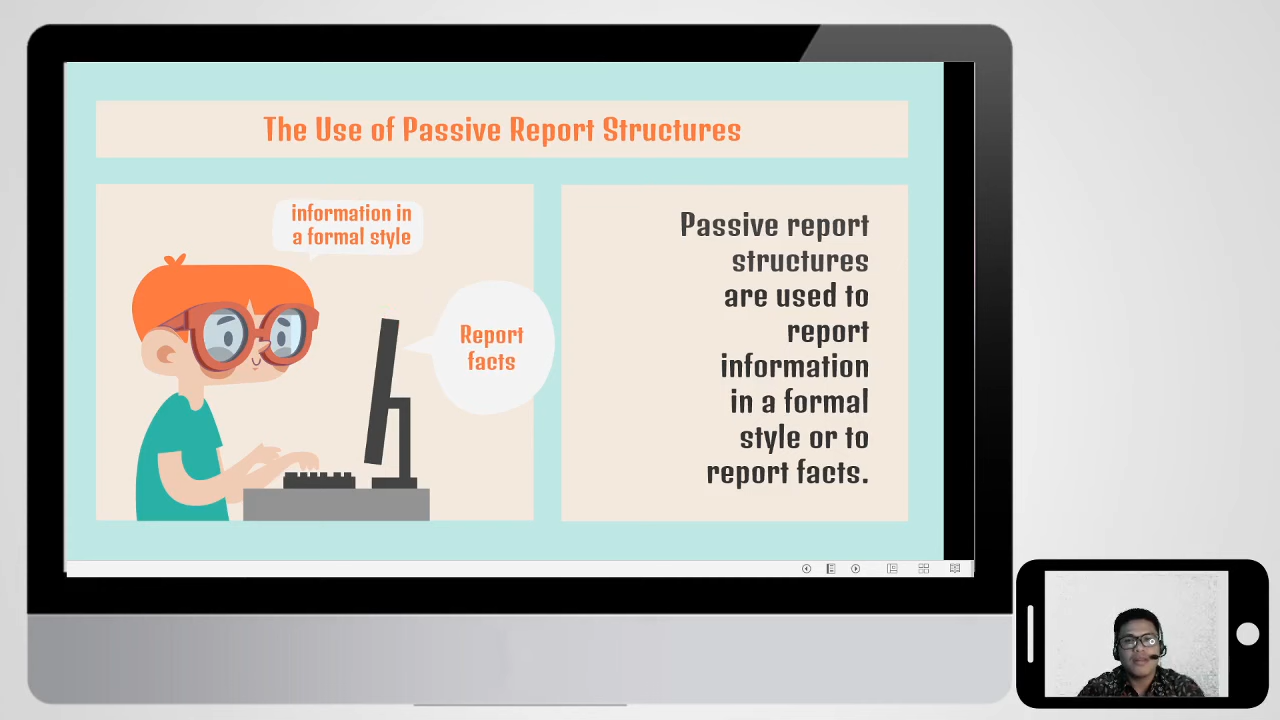 The Use of Passive Report Structures
information in
a formal style
Report
facts
Passive report
structures
are used to
report
information
in a formal
style or to
report facts.